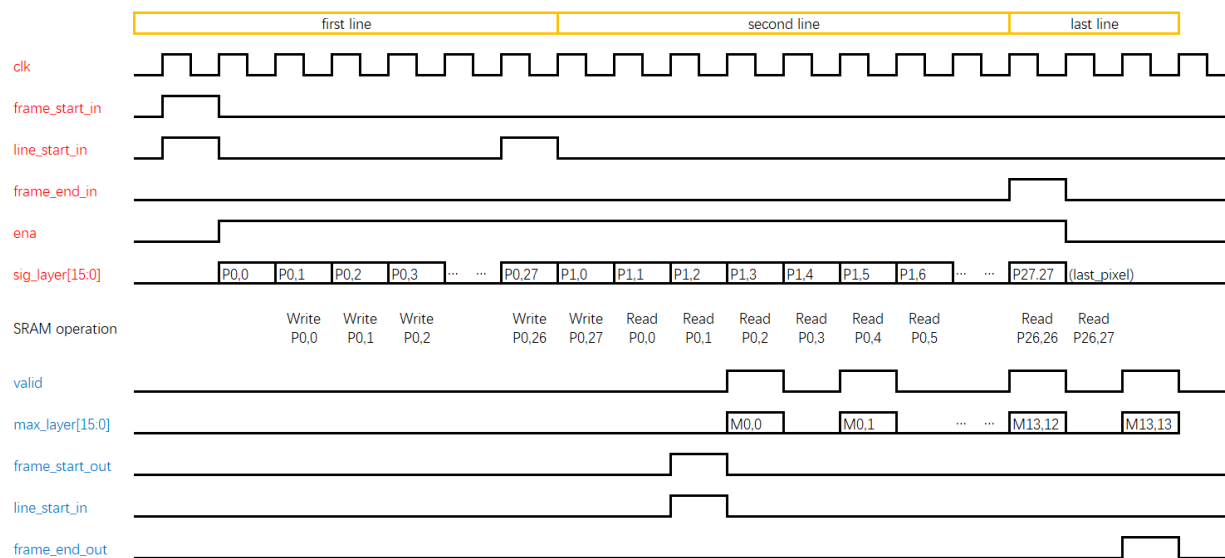 first line second line last line
clk
frame_start_in
line_start_in
frame_end_in
ena
sig_layer[15:0] P0,0 P0,1 P0,2 P0,3 ... ... P0,27 P1,0 P1,1 P1,2 P1,3 P1,4 P1,5 P1,6 ... ... P27.27 (last_pixel)
Write Write Write Write Write Read Read Read Read Read Read Read Read
SRAM operation
P0,0 P0,1 P0,2 P0,26 P0,27 P0,0 P0,1 P0,2 P0,3 P0,4 P0,5 P26,26 P26,27
valid
max_layer[15:0] M0,0 M0,1 ... ... M13,12 M13,13
frame_start_out
line_start_in
frame_end_out